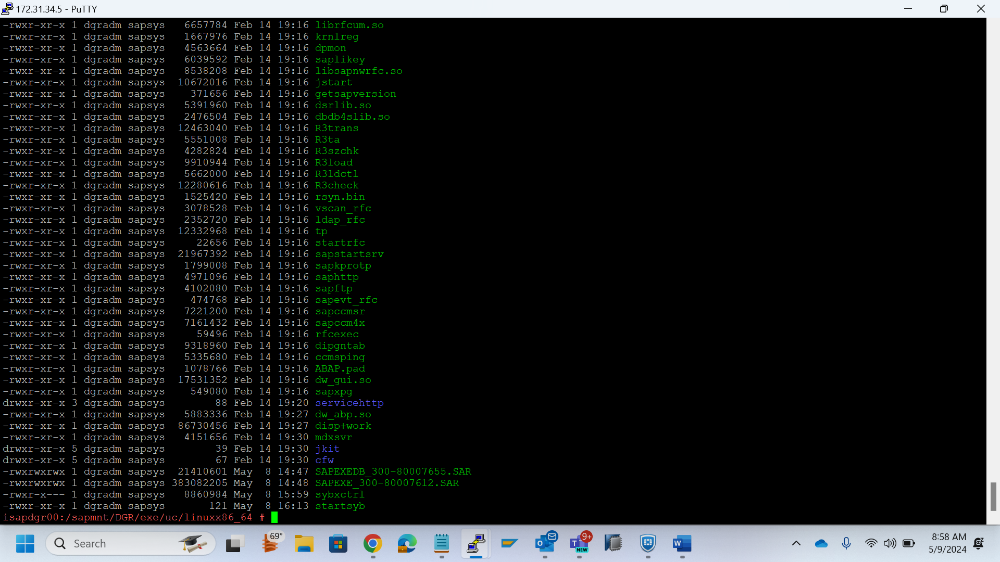 172.31.34.5 - PuTTY
-rwxr-xr-x 1 dgradm sapsys 6657784 Feb 14 19:16 librfcum.so
-rwxr-xr-x 1 dgradm sapsys 1667976 Feb 14 19:16 krnlreg
-rwxr-xr-x 1 dgradm sapsys 4563664 Feb 14 19:16 dpmon
-rwxr-xr-x 1 dgradm sapsys 6039592 Feb 14 19:16 saplikey
-rwxr-xr-x 1 dgradm sapsys 8538208 Feb 14 19:16 libsapnwrfc.so
-rwxr-xr-x 1 dgradm sapsys 10672016 Feb 14 19:16 jstart
-rwxr-xr-x 1 dgradm sapsys 371656 Feb 14 19:16 getsapversion
-rwxr-xr-x 1 dgradm sapsys 5391960 Feb 14 19:16 dsrlib.so
-rwxr-xr-x 1 dgradm sapsys 2476504 Feb 14 19:16 dbdb4slib.so
-rwxr-xr-x 1 dgradm sapsys 12463040 Feb 14 19:16 R3trans
-rwxr-xr-x 1 dgradm sapsys 5551008 Feb 14 19:16 R3ta
-rwxr-xr-x 1 dgradm sapsys 4282824 Feb 14 19:16 R3szchk
-rwxr-xr-x 1 dgradm sapsys 9910944 Feb 14 19:16 R3load
-rwxr-xr-x 1 dgradm sapsys 5662000 Feb 14 19:16 R3ldctl
-rwxr-xr-x 1 dgradm sapsys 12280616 Feb 14 19:16 R3check
-rwxr-xr-x 1 dgradm sapsys 1525420 Feb 14 19:16 rsyn.bin
-rwxr-xr-x 1 dgradm sapsys 3078528 Feb 14 19:16 vscan_rfc
-rwxr-xr-x 1 dgradm sapsys 2352720 Feb 14 19:16 ldap_rfc
-rwxr-xr-x 1 dgradm sapsys 12332968 Feb 14 19:16 tp
-rwxr-xr-x 1 dgradm sapsys 22656 Feb 14 19:16 startrfc
-rwxr-xr-x 1 dgradm sapsys 21967392 Feb 14 19:16 sapstartsrv
-rwxr-xr-x 1 dgradm sapsys 1799008 Feb 14 19:16 sapkprotp
-rwxr-xr-x 1 dgradm sapsys 4971096 Feb 14 19:16 saphttp
-rwxr-xr-x 1 dgradm sapsys 4102080 Feb 14 19:16 sapftp
-rwxr-xr-x 1 dgradm sapsys 474768 Feb 14 19:16 sapevt_rfc
-rwxr-xr-x 1 dgradm sapsys 7221200 Feb 14 19:16 sapccmsr
-rwxr-xr-x 1 dgradm sapsys 7161432 Feb 14 19:16 sapccm4x
-rwxr-xr-x 1 dgradm sapsys 59496 Feb 14 19:16 rfcexec
-rwxr-xr-x 1 dgradm sapsys 9318960 Feb 14 19:16 dipgntab
-rwxr-xr-x 1 dgradm sapsys 5335680 Feb 14 19:16 ccmsping
-rwxr-xr-x 1 dgradm sapsys 1078766 Feb 14 19:16 ABAP.pad
-rwxr-xr-x 1 dgradm sapsys 17531352 Feb 14 19:16 dw_gui.so
-rwxr-xr-x 1 dgradm sapsys 549080 Feb 14 19:16 sapxpg
drwxr-xr-x 3 dgradm sapsys 88 Feb 14 19:20 servicehttp
-rwxr-xr-x 1 dgradm sapsys 5883336 Feb 14 19:27 dw_abp.so
-rwxr-xr-x 1 dgradm sapsys 86730456 Feb 14 19:27 disp+work
-rwxr-xr-x 1 dgradm sapsys 4151656 Feb 14 19:30 mdxsvr
drwxr-xr-x 5 dgradm sapsys 39 Feb 14 19:30 jkit
drwxr-xr-x 5 dgradm sapsys 67 Feb 14 19:30 cfw
-rwxrwxrwx 1 dgradm sapsys 21410601 May 8 14:47 SAPEXEDB_300-80007655.SAR
-rwxrwxrwx 1 dgradm sapsys 383082205 May 8 14:48 SAPEXE_300-80007612.SAR
-rwxr-x--- 1 dgradm sapsys 8860984 May 8 15:59 sybxctrl
-rwxr-xr-x 1 dgradm sapsys 121 May 8 16:13 startsyb
isapdgr00:/sapmnt/DGR/exe/uc/linuxx86_64 #
Search
69°
9+
NEW
8:58 AM
5/9/2024